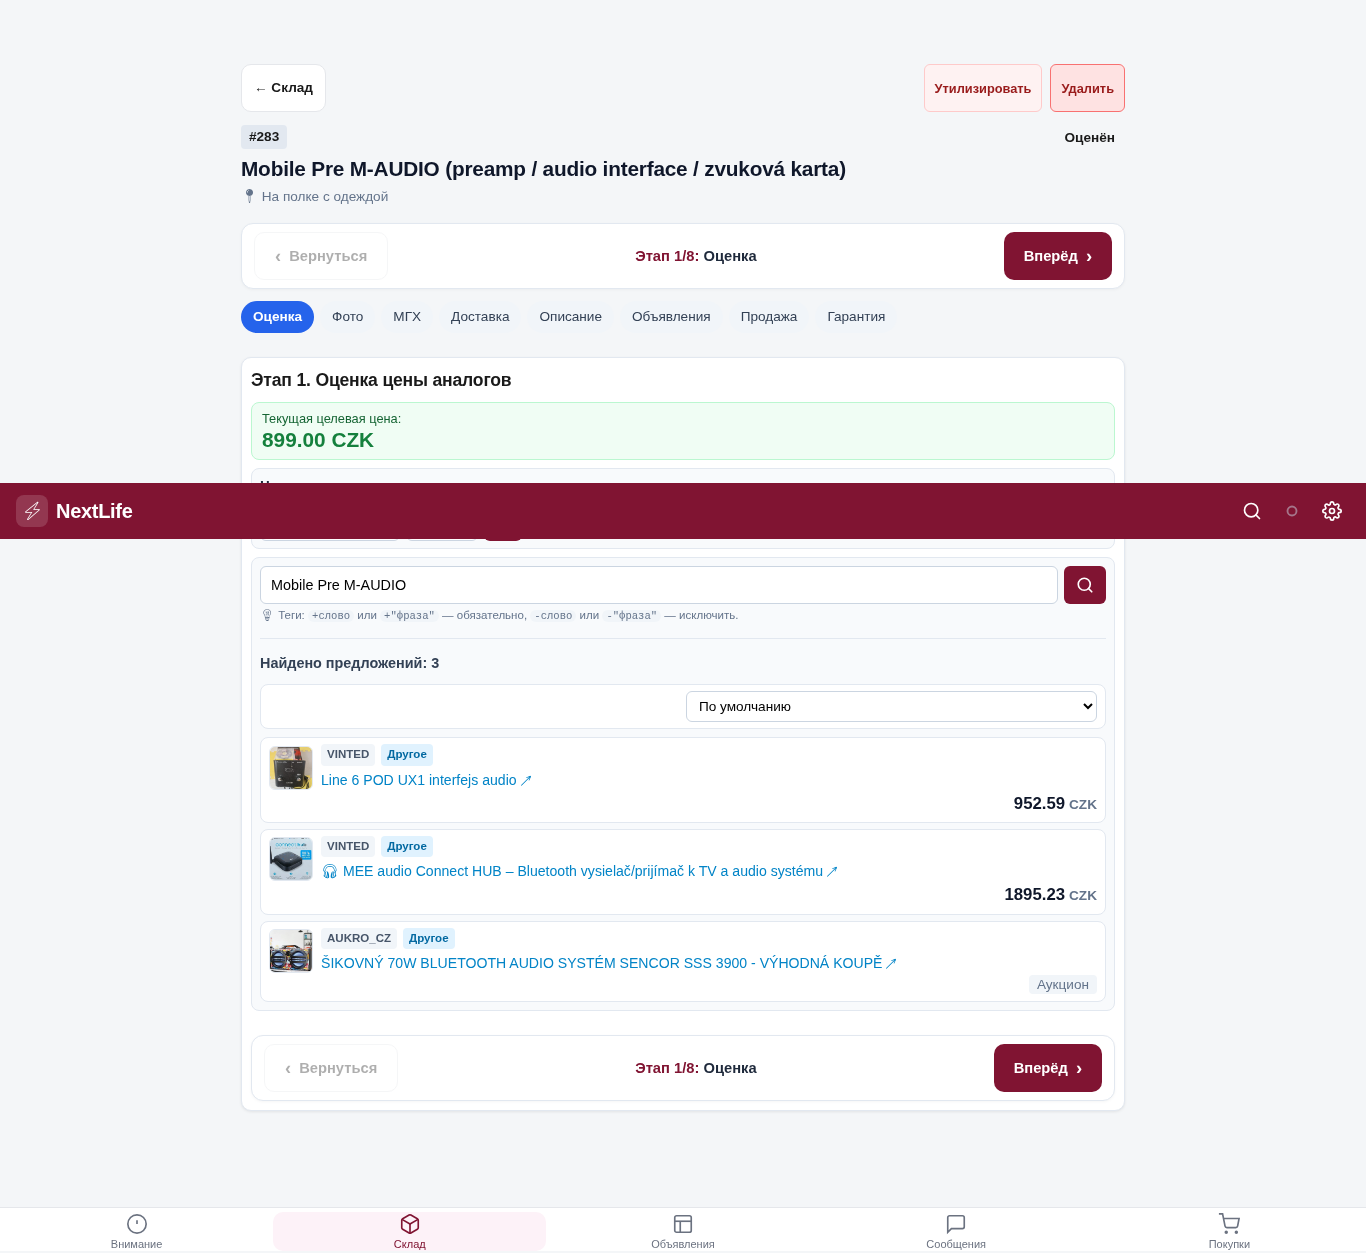 ← Склад
Утилизировать
Удалить
#283
Оценён
Mobile Pre M-AUDIO (preamp / audio interface / zvuková karta)
📍 На полке с одеждой
‹ Вернуться
Этап 1/8: Оценка
Вперёд ›
Оценка
Фото
МГХ
Доставка
Описание
Объявления
Продажа
Гарантия
Этап 1. Оценка цены аналогов
Текущая целевая цена:
899.00 CZK
NextLife
Mobile Pre M-AUDIO
💡 Теги: +слово или +"фраза" — обязательно, -слово или -"фраза" — исключить.
Найдено предложений: 3
По умолчанию
VINTED Другое
Line 6 POD UX1 interfejs audio ↗
952.59 CZK
VINTED Другое
🎧 MEE audio Connect HUB – Bluetooth vysielač/prijímač k TV a audio systému ↗
1895.23 CZK
AUKRO_CZ Другое
ŠIKOVNÝ 70W BLUETOOTH AUDIO SYSTÉM SENCOR SSS 3900 - VÝHODNÁ KOUPĚ ↗
Аукцион
‹ Вернуться
Этап 1/8: Оценка
Вперёд ›
Внимание
Склад
Объявления
Сообщения
Покупки